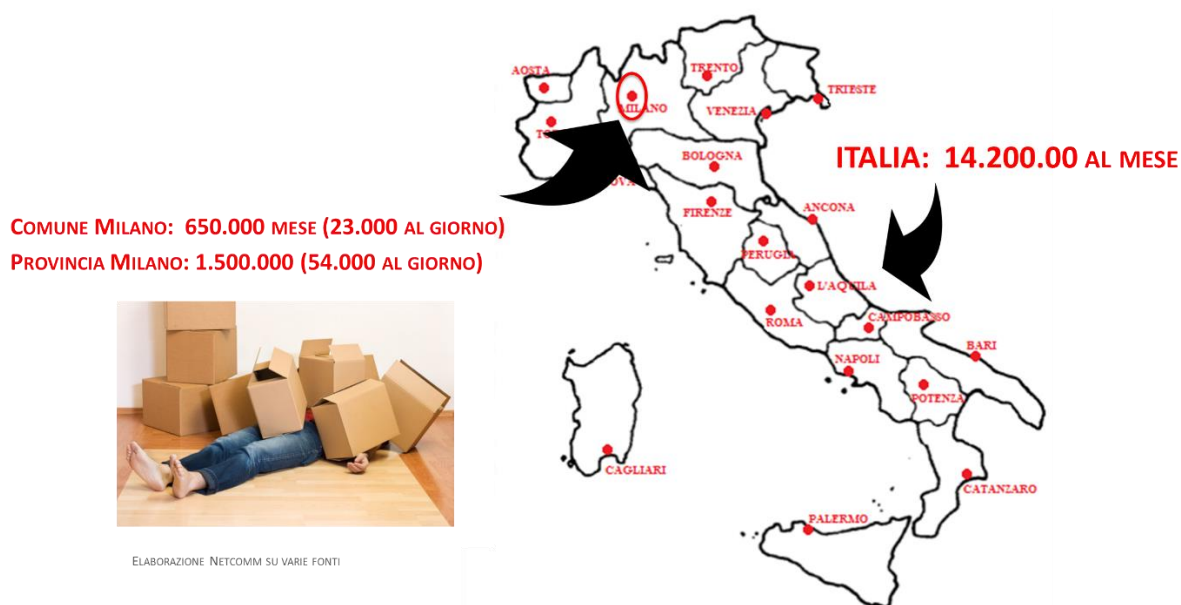 AOSTA
TRENTO
TRIESTE
MILANO
VENEZIA
BOLOGNA
ITALIA: 14.200.00 AL MESE
FIRENZE
ANCONA
COMUNE MILANO: 650.000 MESE (23.000 AL GIORNO)
PROVINCIA MILANO: 1.500.000 (54.000 AL GIORNO)
PERUGIA
L'AQUILA
ROMA
CAMPOBASSO
BARI
NAPOLI
POTENZA
CAGLIARI
CATANZARO
PALERMO
ELABORAZIONE NETCOMM SU VARIE FONTI